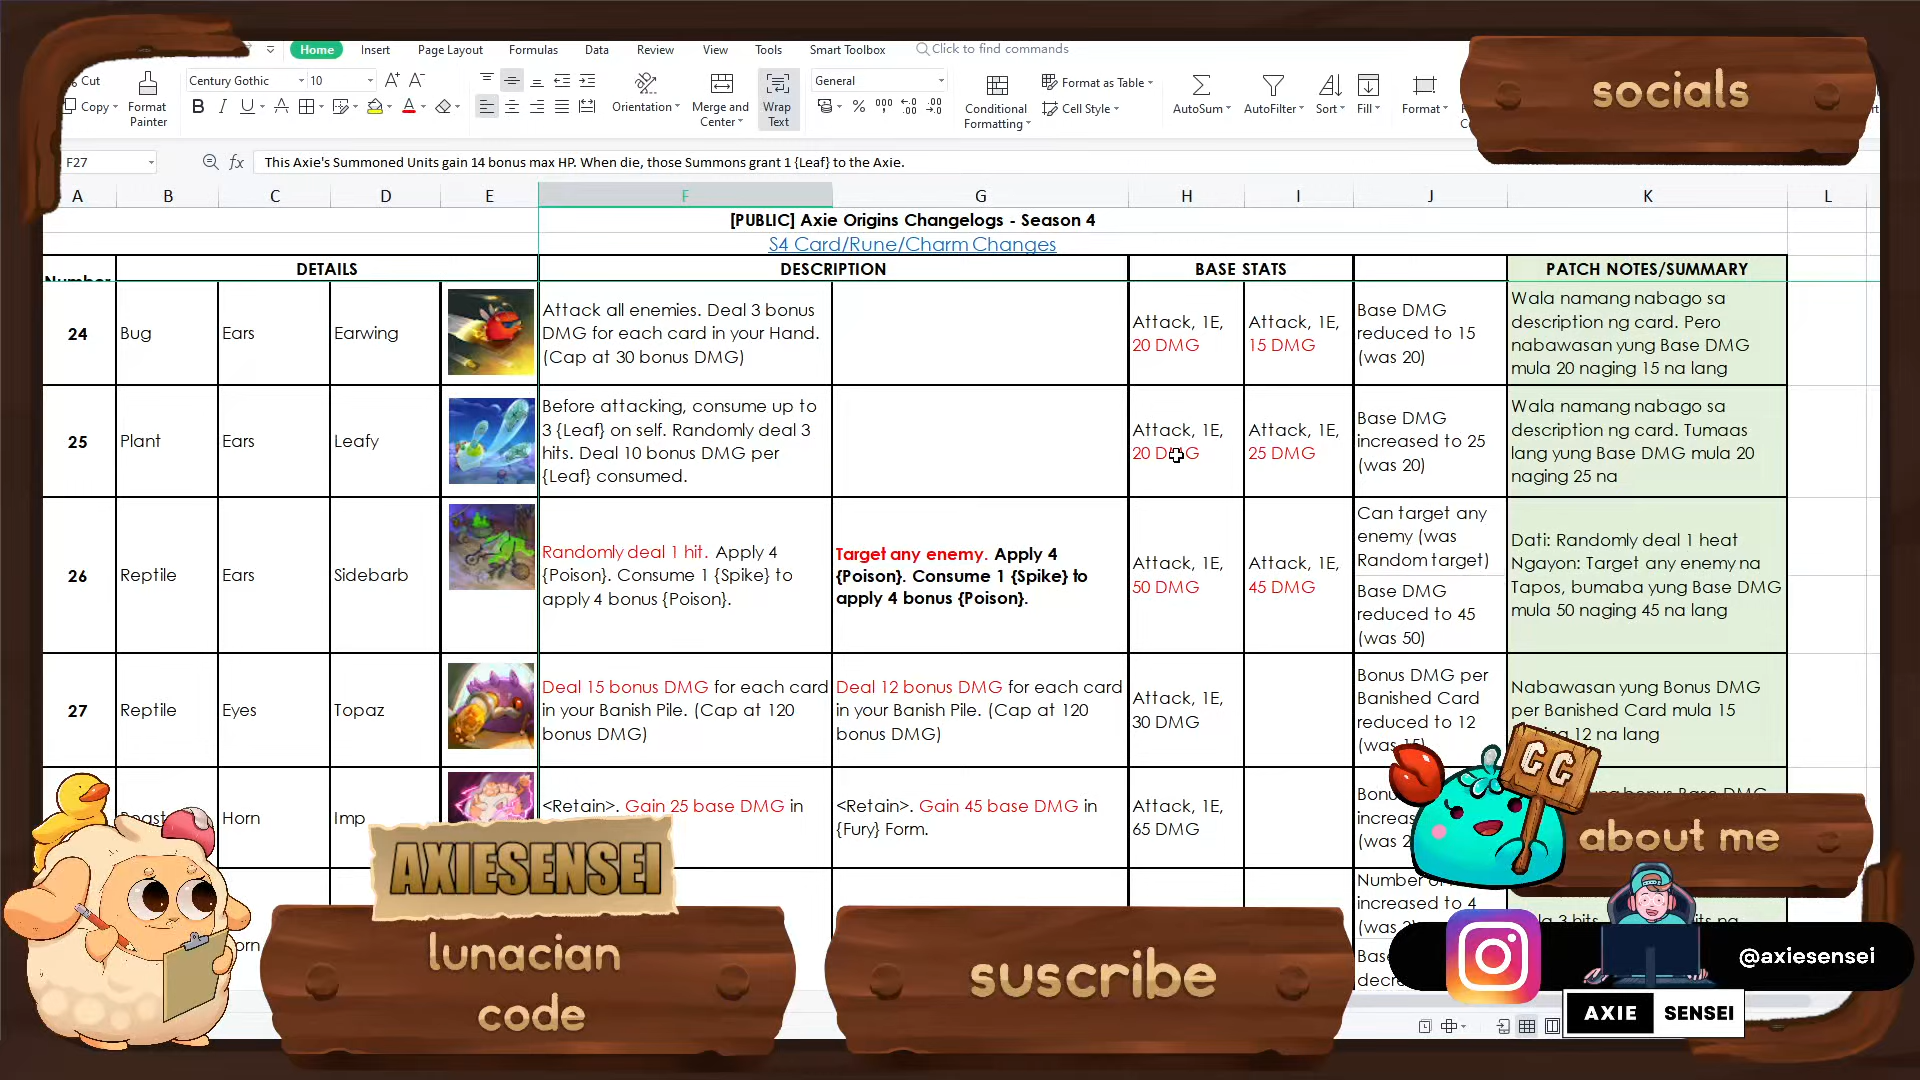 Home Insert Page Layout Formulas Data Review View Tools Smart Toolbox Click to find commands
socials
Cut
Copy
Format
Painter
Century Gothic 10
Orientation
Merge and
Center
Wrap
Text
General
Conditional
Formatting
Format as Table
Cell Style
AutoSum AutoFilter Sort Fill Format
F27
fx This Axie's Summoned Units gain 14 bonus max HP. When die, those Summons grant 1 {Leaf} to the Axie.
A B C D E F G H I J K L
[PUBLIC] Axie Origins Changelogs - Season 4
S4 Card/Rune/Charm Changes
Number DETAILS DESCRIPTION BASE STATS PATCH NOTES/SUMMARY
24
Bug
Ears
Earwing
Attack all enemies. Deal 3 bonus
DMG for each card in your Hand.
(Cap at 30 bonus DMG)
Attack, 1E,
20 DMG
Attack, 1E,
15 DMG
Base DMG
reduced to 15
(was 20)
Wala namang nabago sa
description ng card. Pero
nabawasan yung Base DMG
mula 20 naging 15 na lang
25
Plant
Ears
Leafy
Before attacking, consume up to
3 {Leaf} on self. Randomly deal 3
hits. Deal 10 bonus DMG per
{Leaf} consumed.
Attack, 1E,
20 DMG
Attack, 1E,
25 DMG
Base DMG
increased to 25
(was 20)
Wala namang nabago sa
description ng card. Tumaas
lang yung Base DMG mula 20
naging 25 na
26
Reptile
Ears
Sidebarb
Randomly deal 1 hit. Apply 4
{Poison}. Consume 1 {Spike} to
apply 4 bonus {Poison}.
Target any enemy. Apply 4
{Poison}. Consume 1 {Spike} to
apply 4 bonus {Poison}.
Attack, 1E,
50 DMG
Attack, 1E,
45 DMG
Can target any
enemy (was
Random target)
Base DMG
reduced to 45
(was 50)
Dati: Randomly deal 1 heat
Ngayon: Target any enemy na
Tapos, bumaba yung Base DMG
mula 50 naging 45 na lang
27
Reptile
Eyes
Topaz
Deal 15 bonus DMG for each card
in your Banish Pile. (Cap at 120
bonus DMG)
Deal 12 bonus DMG for each card
in your Banish Pile. (Cap at 120
bonus DMG)
Attack, 1E,
30 DMG
Bonus DMG per
Banished Card
reduced to 12
(was 15)
Nabawasan yung Bonus DMG
per Banished Card mula 15
12 na lang
Horn
Imp
<Retain>. Gain 25 base DMG in
<Retain>. Gain 45 base DMG in
{Fury} Form.
Attack, 1E,
65 DMG
Number
increased to 4
CC
about me
AXIESENSEI
lunacian
code
suscribe
@axiesensei
AXIE SENSEI